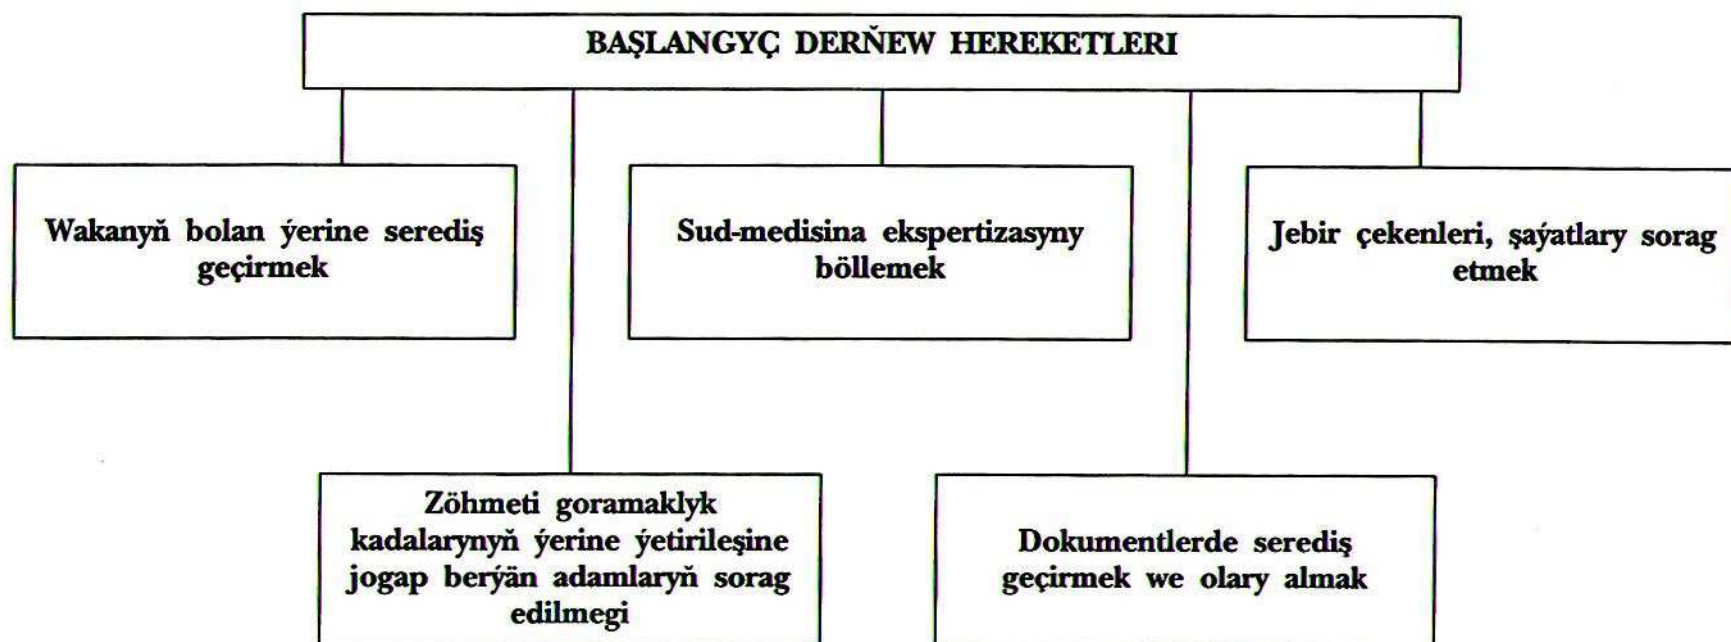 BAŞLANGYÇ DERŇEW HEREKETLERI
Wakanyň bolan ýerine serediş
geçirmek
Sud-medisina ekspertizasyny
böllemek
Jebir çekenleri, şaýatlary sorag
etmek
Zöhmeti goramaklyk
kadalarynyň ýerine ýetirileşine
jogap berýän adamlaryň sorag
edilmegi
Dokumentlerde serediş
geçirmek we olary almak